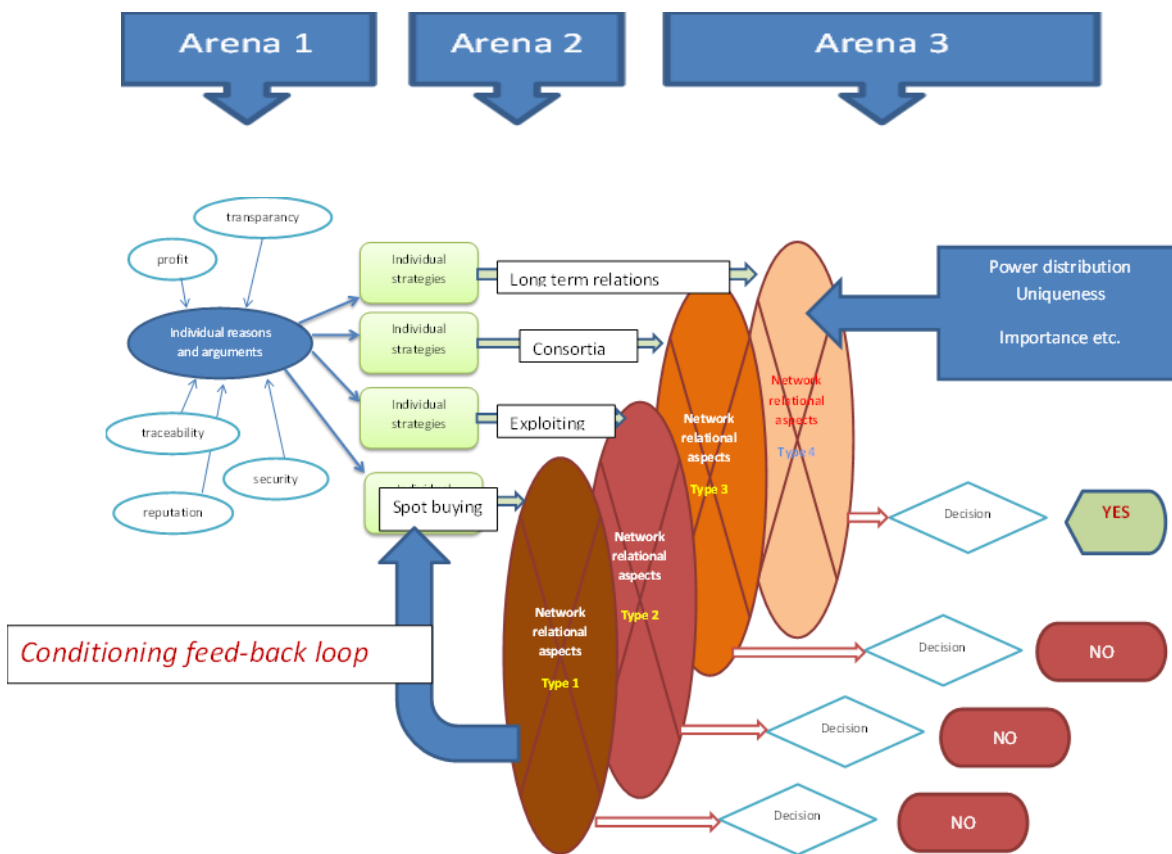 Arena 1
Arena 2
Arena 3
transparancy
profit
Individual reasons
and arguments
traceability
security
reputation
Individual
strategies
Long term relations
Individual
strategies
Consortia
Individual
strategies
Exploiting
Spot buying
Power distribution
Uniqueness
Importance etc.
Network
relational
aspects
Type 4
Network
relational
aspects
Type 3
Network
relational
aspects
Type 2
Network
relational
aspects
Type 1
Decision
YES
Decision
NO
Decision
NO
Decision
NO
Conditioning feed-back loop